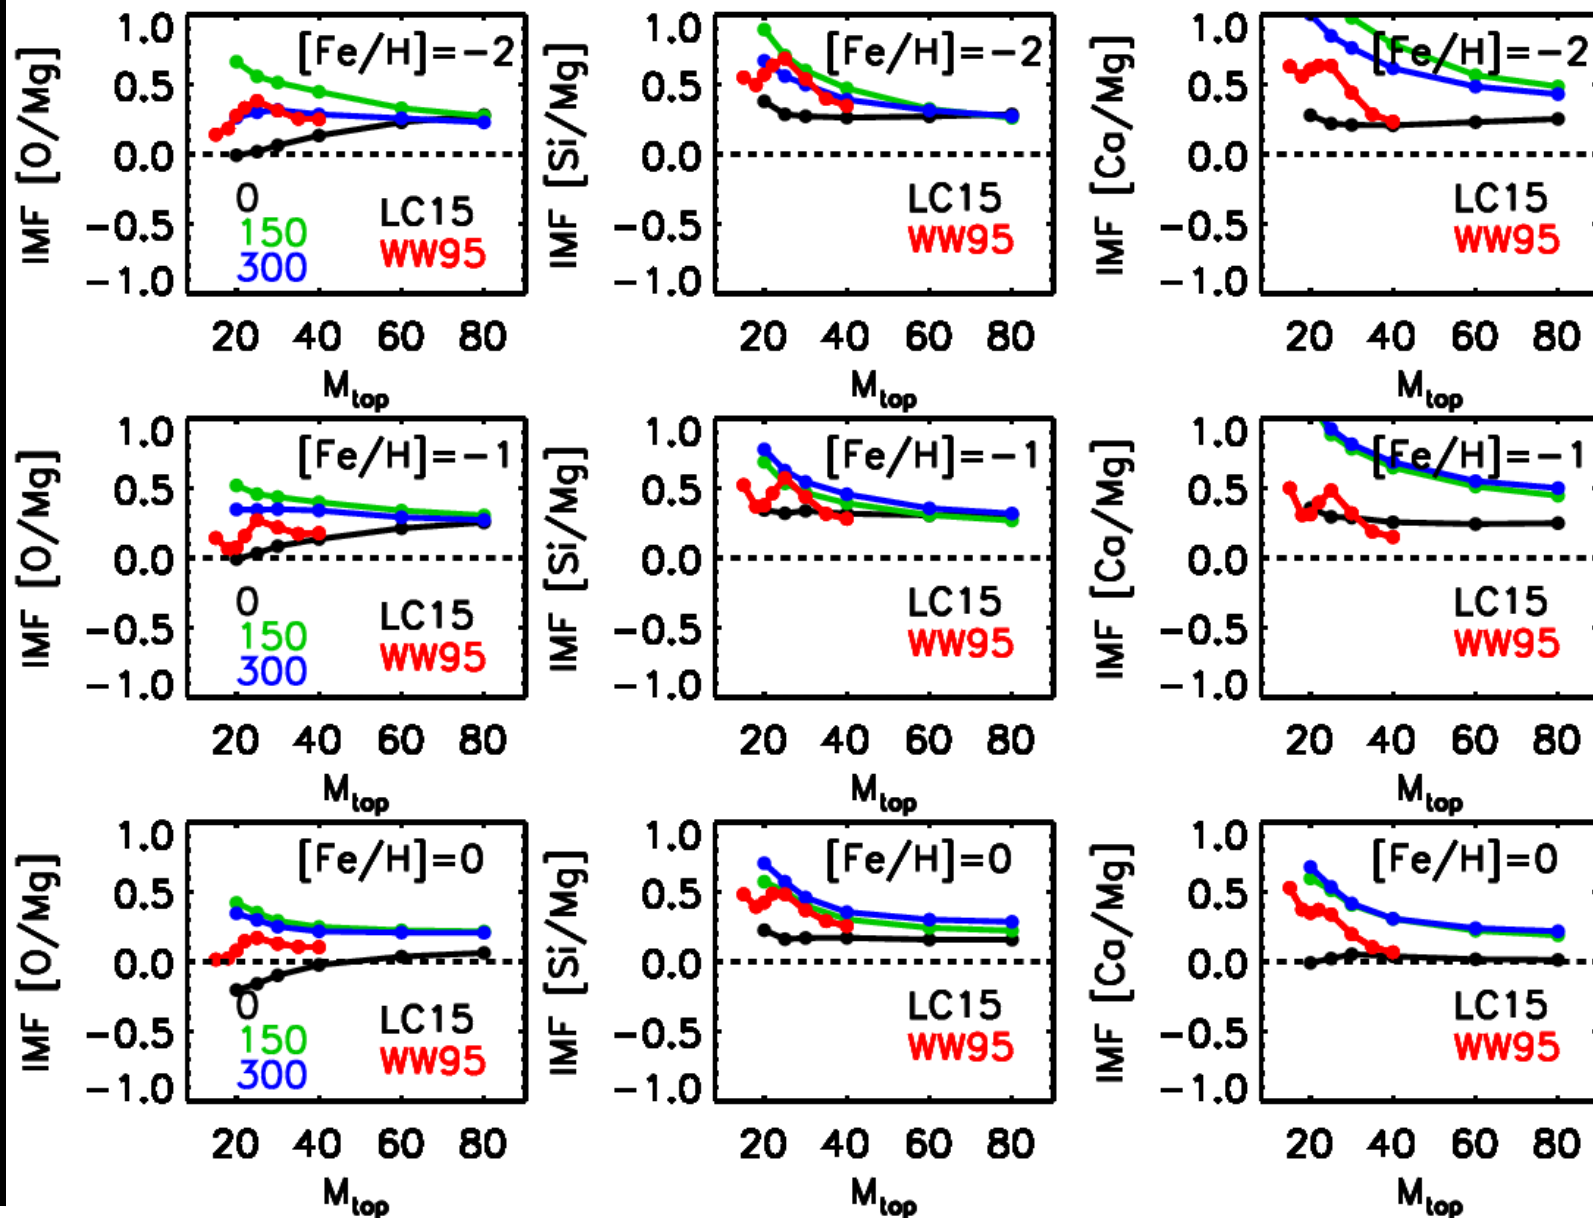 IMF [O/Mg]
1.0
0.5
0.0
−0.5
−1.0
[Fe/H]=−2
0
150
300
LC15
WW95
20 40 60 80
M_top
IMF [Si/Mg]
1.0
0.5
0.0
−0.5
−1.0
[Fe/H]=−2
LC15
WW95
20 40 60 80
M_top
IMF [Ca/Mg]
1.0
0.5
0.0
−0.5
−1.0
[Fe/H]=−2
LC15
WW95
20 40 60 80
M_top
IMF [O/Mg]
1.0
0.5
0.0
−0.5
−1.0
[Fe/H]=−1
0
150
300
LC15
WW95
20 40 60 80
M_top
IMF [Si/Mg]
1.0
0.5
0.0
−0.5
−1.0
[Fe/H]=−1
LC15
WW95
20 40 60 80
M_top
IMF [Ca/Mg]
1.0
0.5
0.0
−0.5
−1.0
[Fe/H]=−1
LC15
WW95
20 40 60 80
M_top
IMF [O/Mg]
1.0
0.5
0.0
−0.5
−1.0
[Fe/H]=0
0
150
300
LC15
WW95
20 40 60 80
M_top
IMF [Si/Mg]
1.0
0.5
0.0
−0.5
−1.0
[Fe/H]=0
LC15
WW95
20 40 60 80
M_top
IMF [Ca/Mg]
1.0
0.5
0.0
−0.5
−1.0
[Fe/H]=0
LC15
WW95
20 40 60 80
M_top